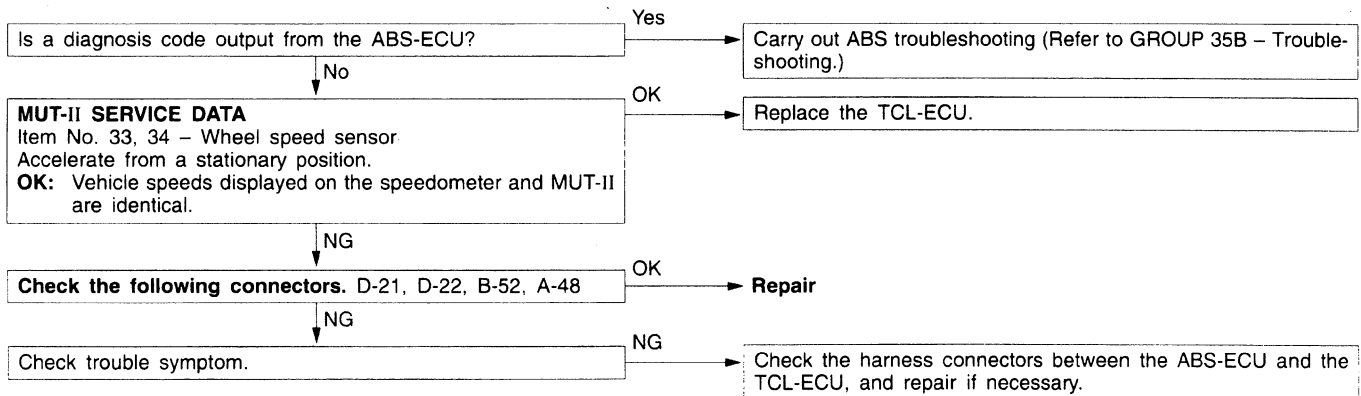 Yes
Is a diagnosis code output from the ABS-ECU?
Carry out ABS troubleshooting (Refer to GROUP 35B – Trouble-
shooting.)
No
OK
MUT-II SERVICE DATA
Item No. 33, 34 – Wheel speed sensor
Accelerate from a stationary position.
OK: Vehicle speeds displayed on the speedometer and MUT-II
are identical.
Replace the TCL-ECU.
NG
OK
Check the following connectors. D-21, D-22, B-52, A-48
Repair
NG
NG
Check trouble symptom.
Check the harness connectors between the ABS-ECU and the
TCL-ECU, and repair if necessary.